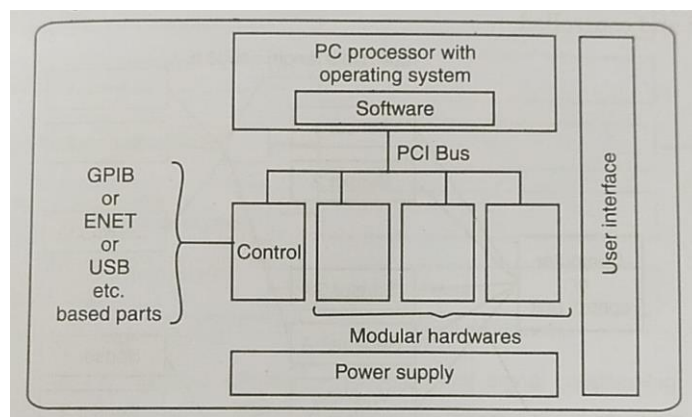 PC processor with
operating system
Software
PCI Bus
GPIB
or
ENET
or
USB
etc.
based parts
Control
Modular hardwares
Power supply
User interface